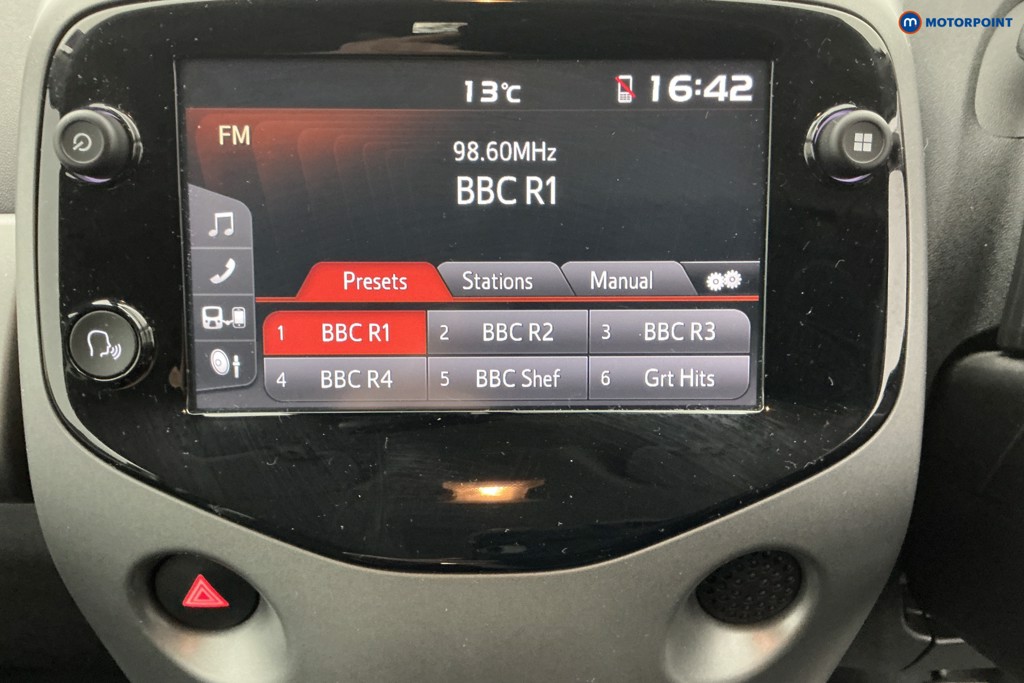 MOTORPOINT
13°C 16:42
FM
98.60MHz
BBC R1
Presets Stations Manual
1 BBC R1 2 BBC R2 3 BBC R3
4 BBC R4 5 BBC Shef 6 Grt Hits